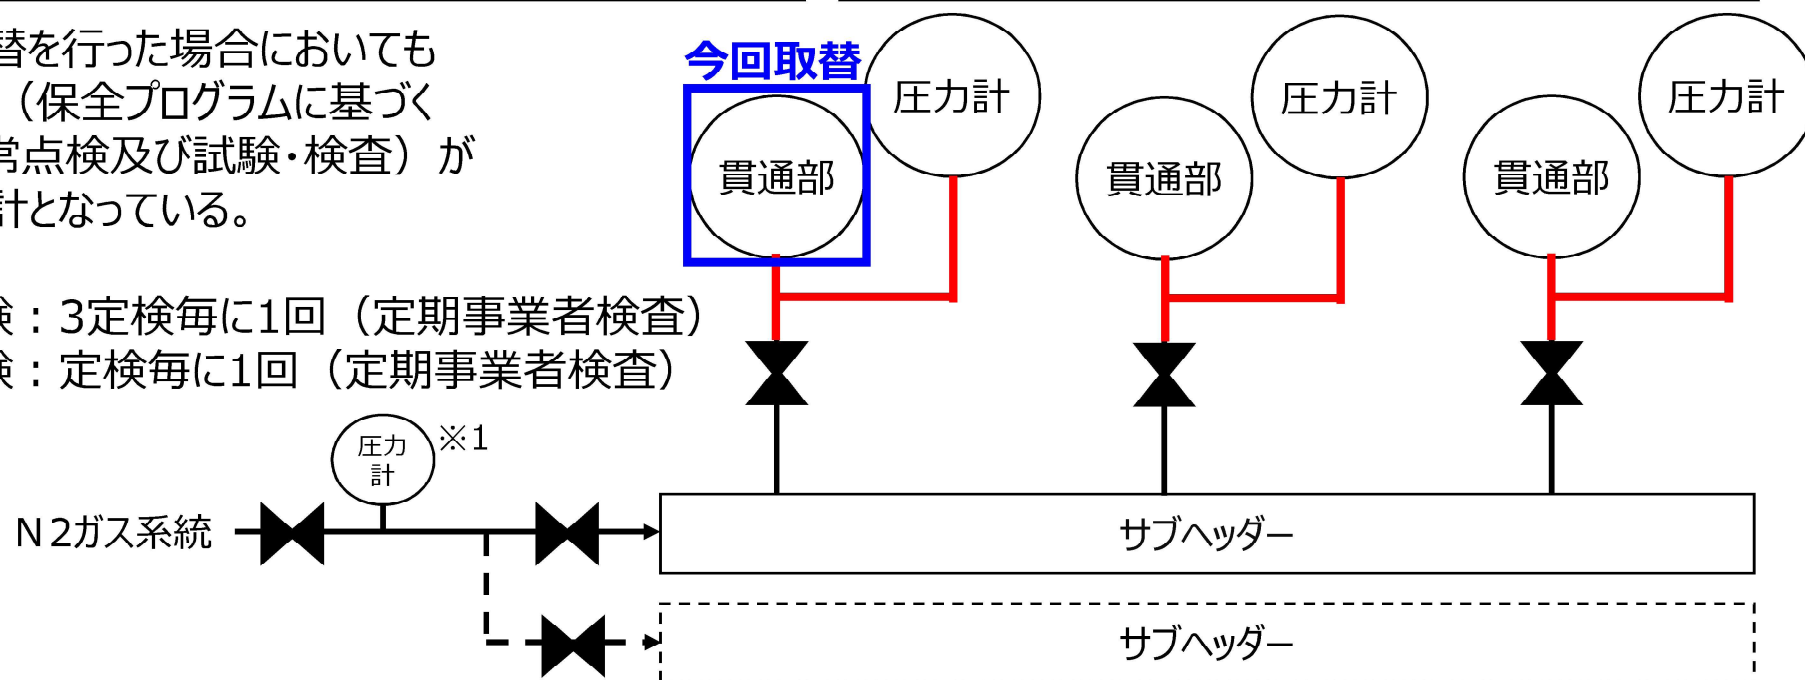 替を行った場合においても
（保全プログラムに基づく
常点検及び試験・検査）が
計となっている。
験：3定検毎に1回（定期事業者検査）
験：定検毎に1回（定期事業者検査）
今回取替
圧力計
圧力計
圧力計
貫通部
貫通部
貫通部
圧力
計
※1
N2ガス系統
サブヘッダー
サブヘッダー